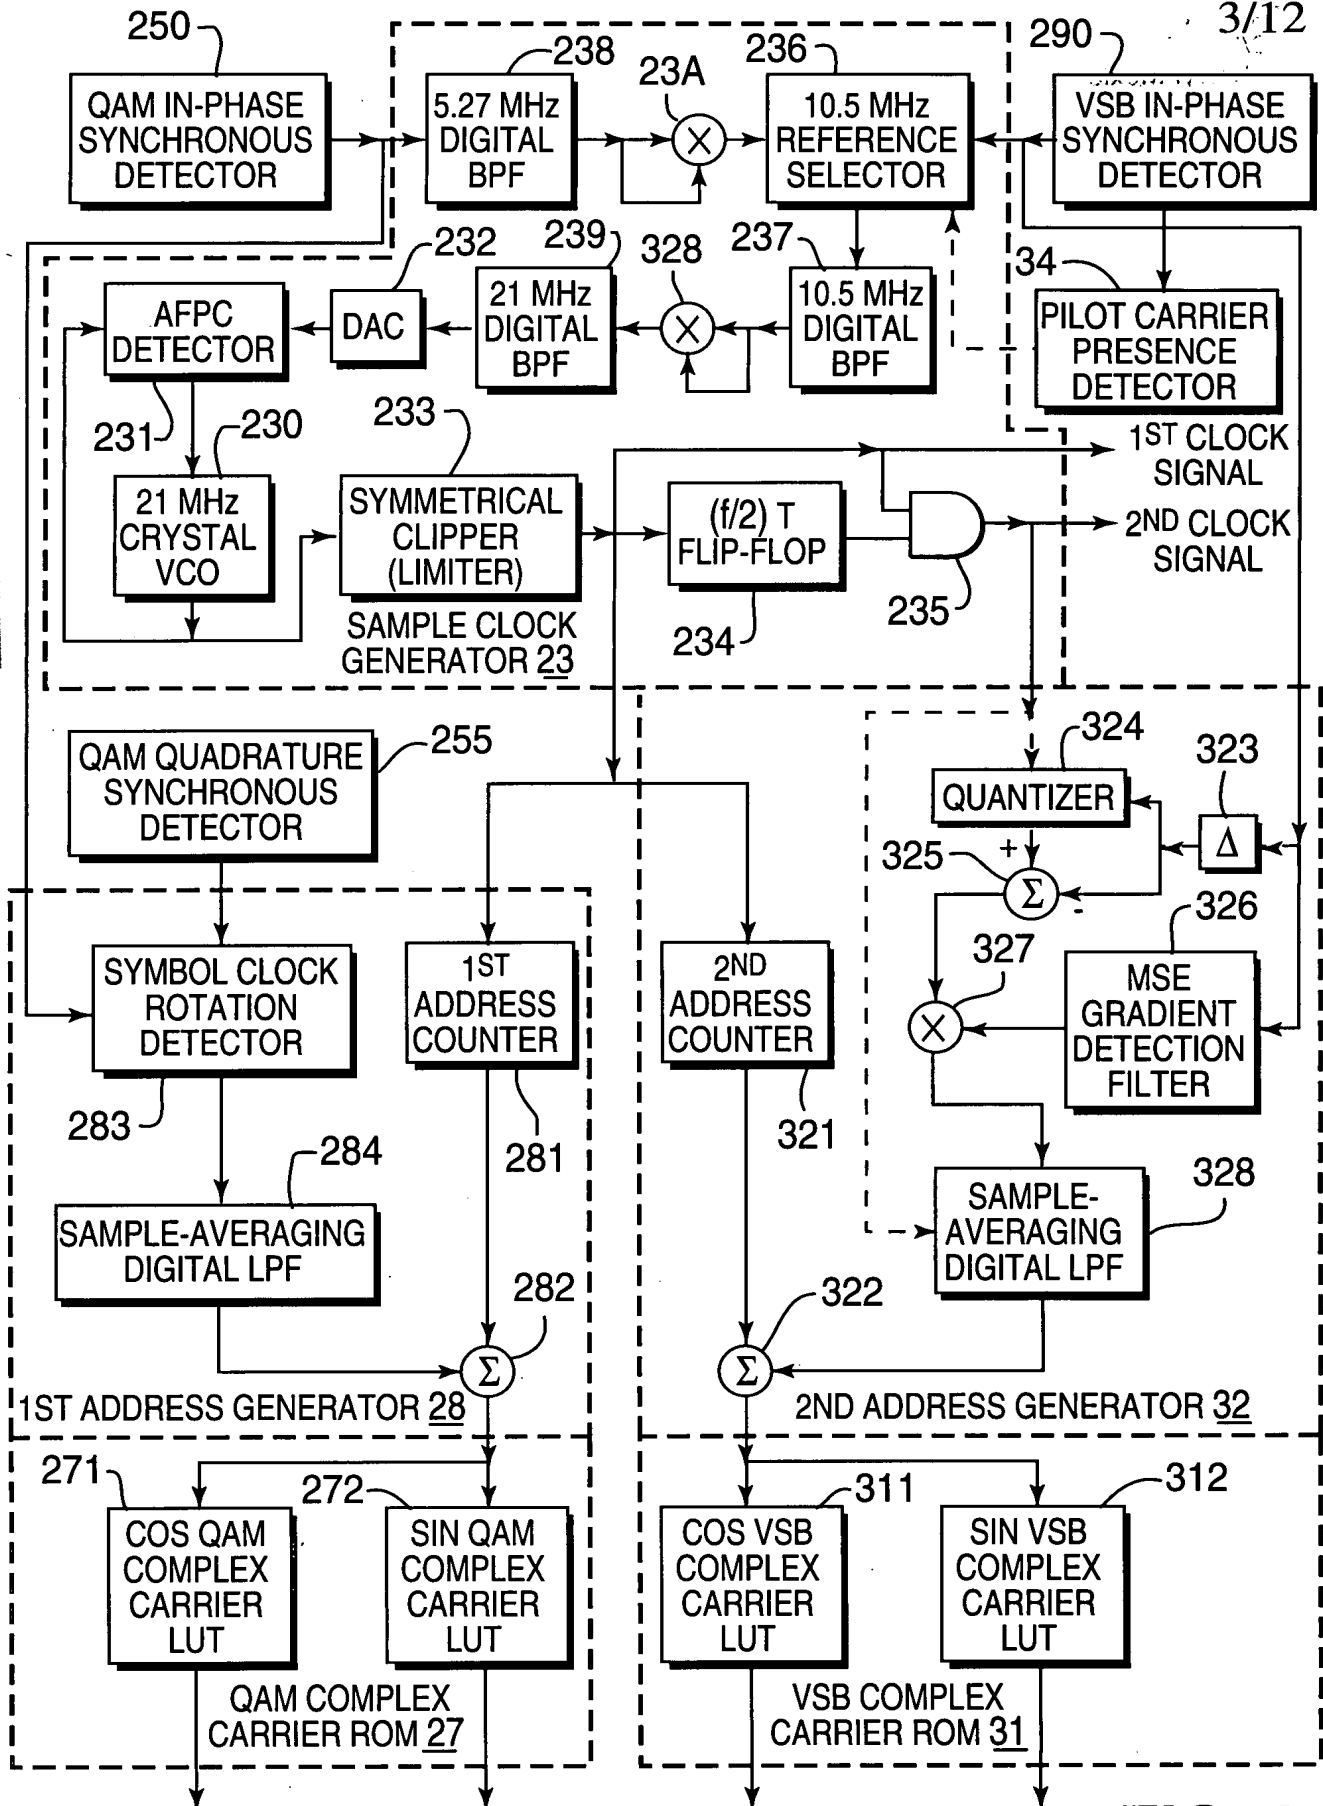 3/12
250
238
23A
236
290
QAM IN-PHASE
SYNCHRONOUS
DETECTOR
5.27 MHz
DIGITAL
BPF
X
10.5 MHz
REFERENCE
SELECTOR
VSB IN-PHASE
SYNCHRONOUS
DETECTOR
232
239
328
237
34
AFPC
DETECTOR
DAC
21 MHz
DIGITAL
BPF
X
10.5 MHz
DIGITAL
BPF
PILOT CARRIER
PRESENCE
DETECTOR
231
230
233
1ST CLOCK
SIGNAL
21 MHz
CRYSTAL
VCO
SYMMETRICAL
CLIPPER
(LIMITER)
(f/2) T
FLIP-FLOP
2ND CLOCK
SIGNAL
234
235
SAMPLE CLOCK
GENERATOR 23
255
324
323
QAM QUADRATURE
SYNCHRONOUS
DETECTOR
QUANTIZER
Δ
325
+
Σ
-
326
SYMBOL CLOCK
ROTATION
DETECTOR
1ST
ADDRESS
COUNTER
2ND
ADDRESS
COUNTER
327
X
MSE
GRADIENT
DETECTION
FILTER
283
281
321
284
328
SAMPLE-AVERAGING
DIGITAL LPF
SAMPLE-
AVERAGING
DIGITAL LPF
282
322
Σ
Σ
1ST ADDRESS GENERATOR 28
2ND ADDRESS GENERATOR 32
271
272
311
312
COS QAM
COMPLEX
CARRIER
LUT
SIN QAM
COMPLEX
CARRIER
LUT
COS VSB
COMPLEX
CARRIER
LUT
SIN VSB
COMPLEX
CARRIER
LUT
QAM COMPLEX
CARRIER ROM 27
VSB COMPLEX
CARRIER ROM 31